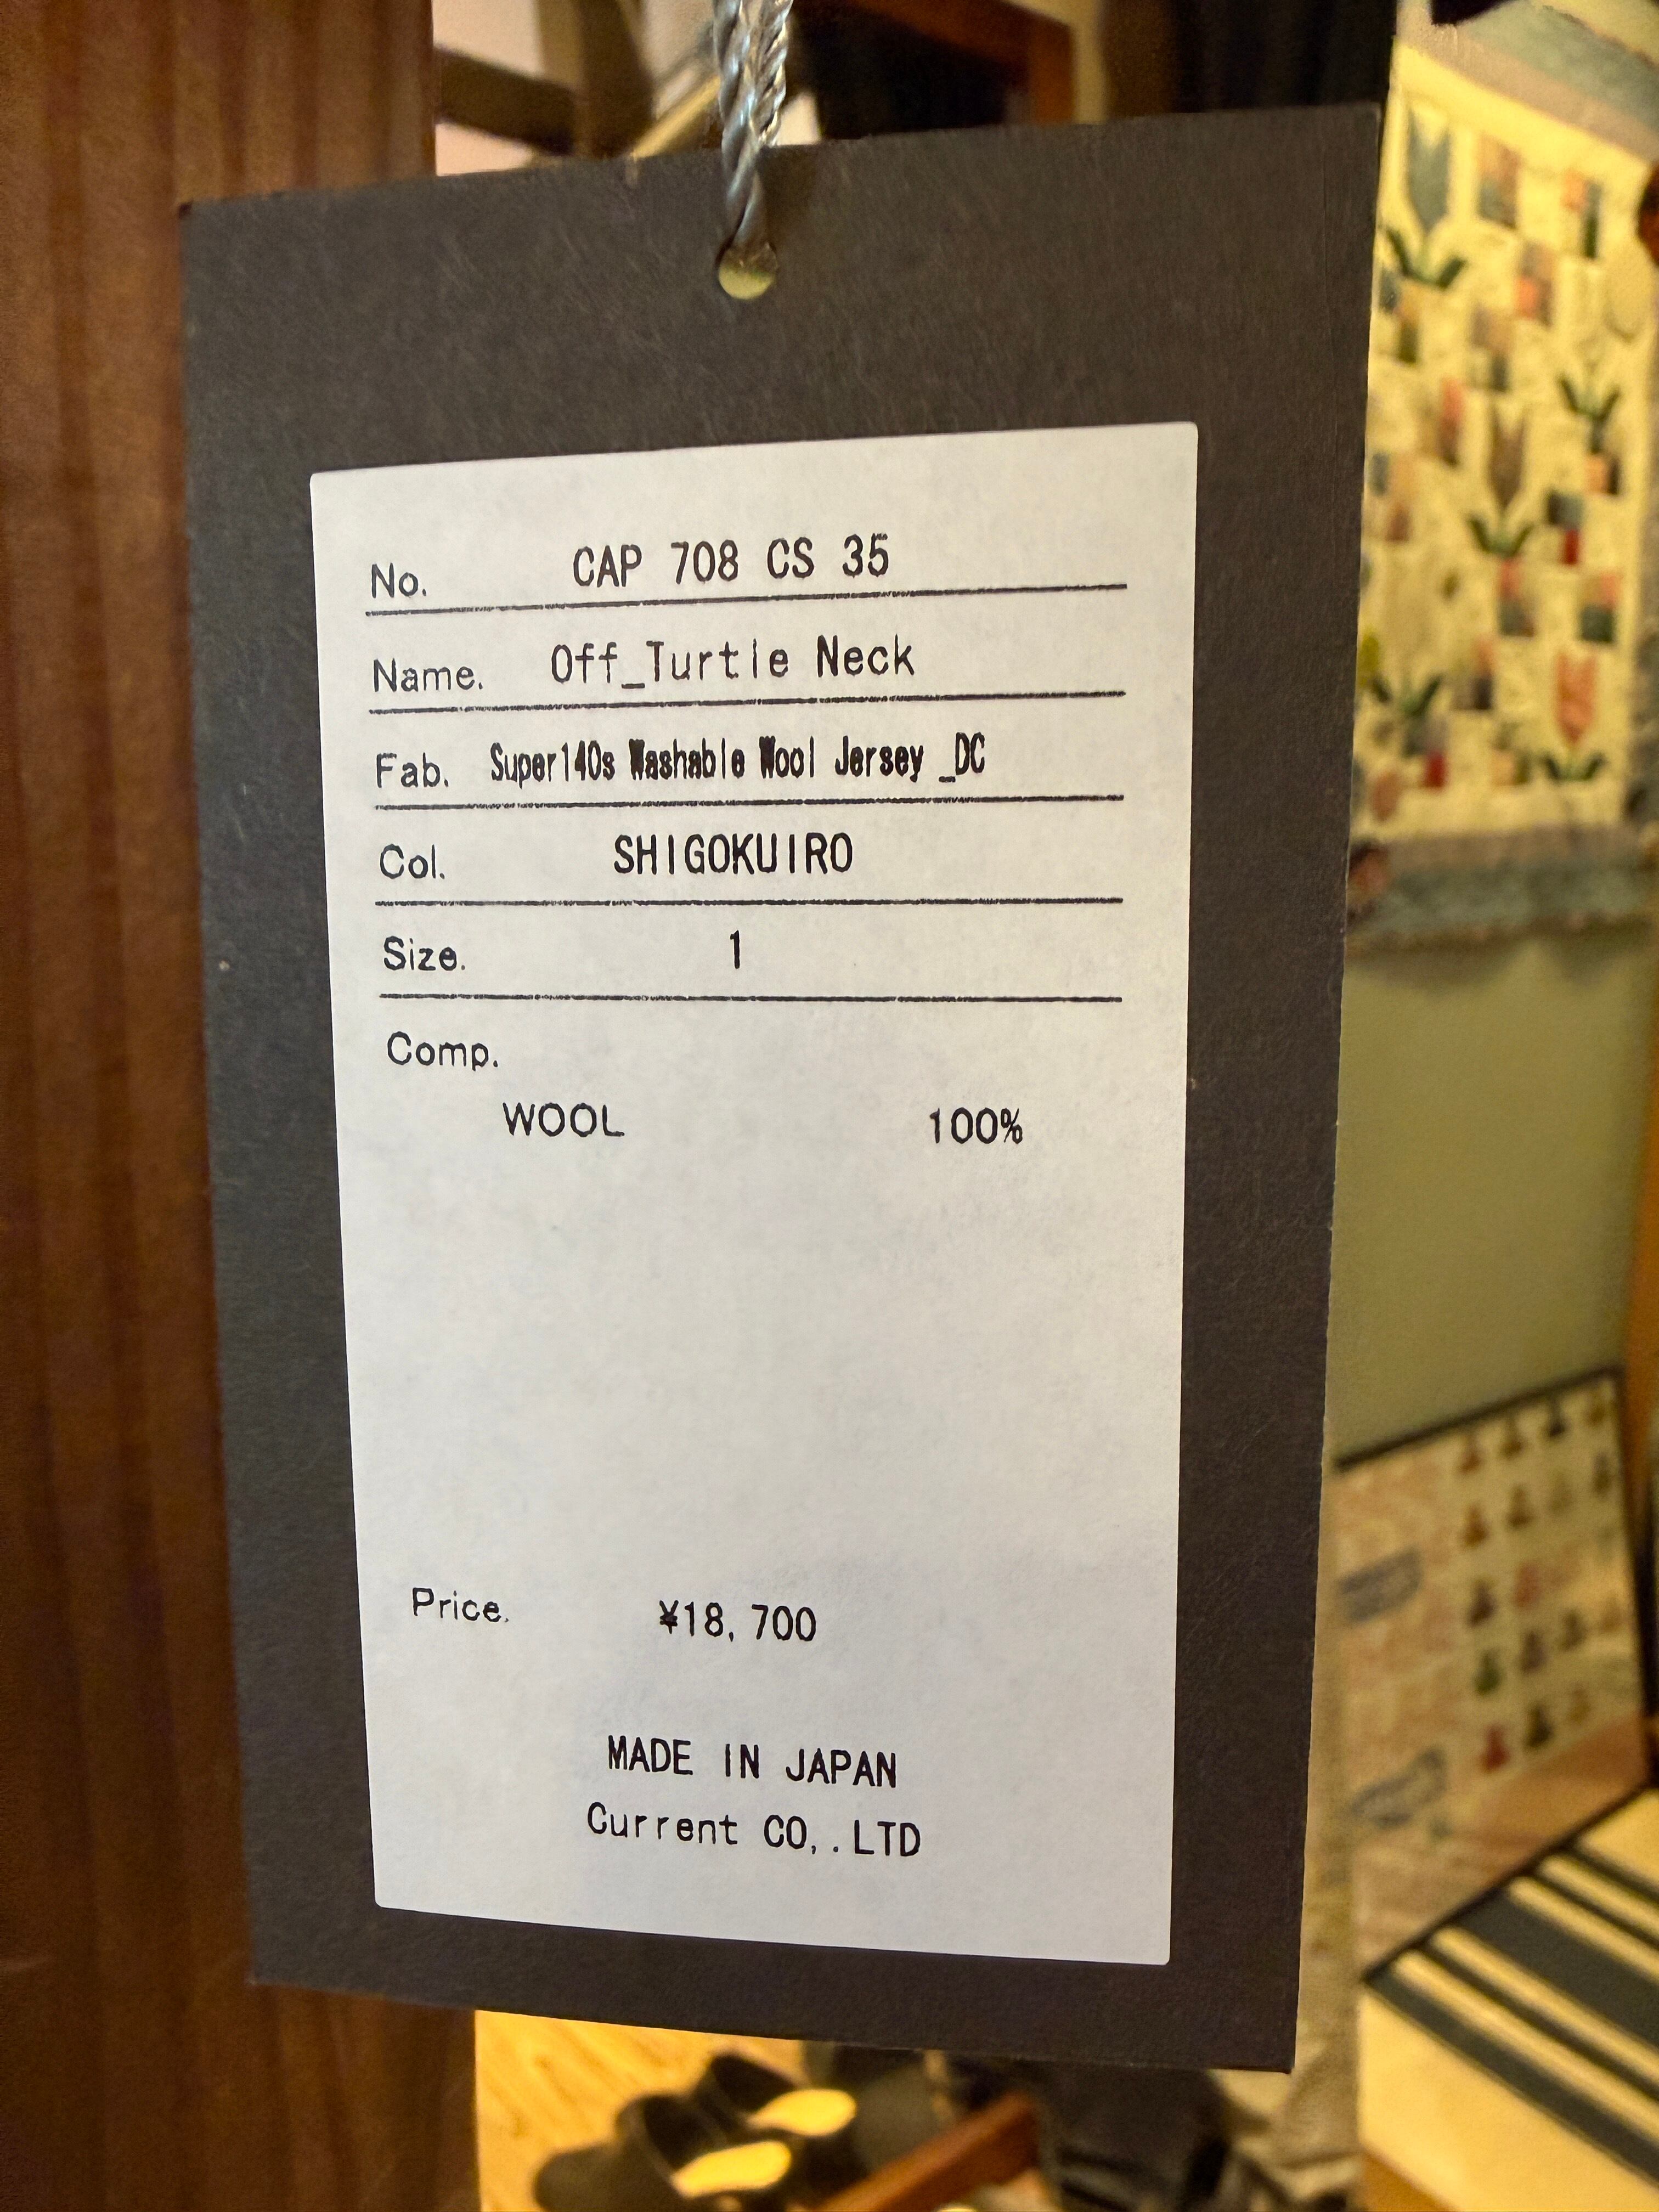 No. CAP 708 CS 35
Name. Off_Turtle Neck
Fab. Super140s Washable Wool Jersey _DC
Col. SHIGOKUIRO
Size. 1
Comp.
WOOL 100%
Price. ¥18,700
MADE IN JAPAN
Current CO,.LTD